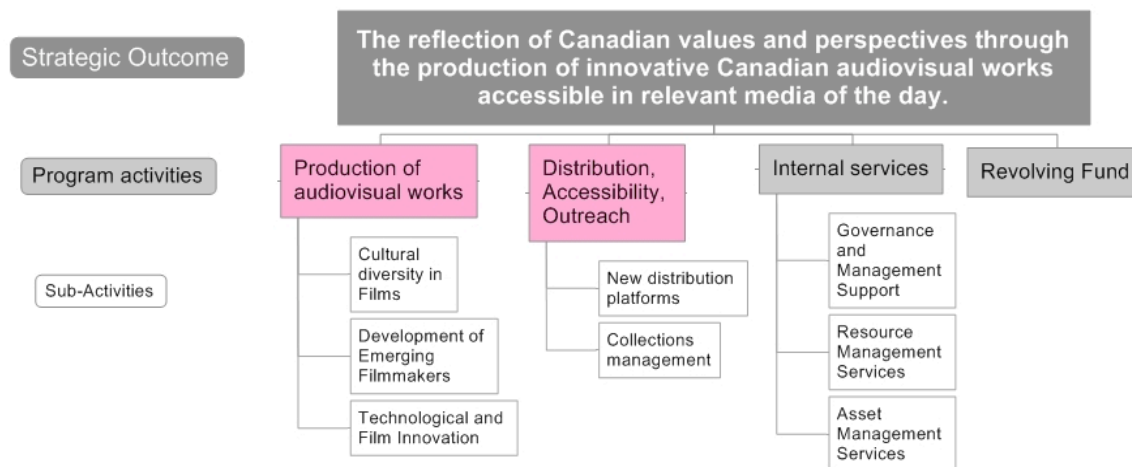 Strategic Outcome
The reflection of Canadian values and perspectives through
the production of innovative Canadian audiovisual works
accessible in relevant media of the day.
Program activities
Production of
audiovisual works
Distribution,
Accessibility,
Outreach
Internal services
Revolving Fund
Sub-Activities
Cultural
diversity in
Films
Development of
Emerging
Filmmakers
Technological and
Film Innovation
New distribution
platforms
Collections
management
Governance
and
Management
Support
Resource
Management
Services
Asset
Management
Services